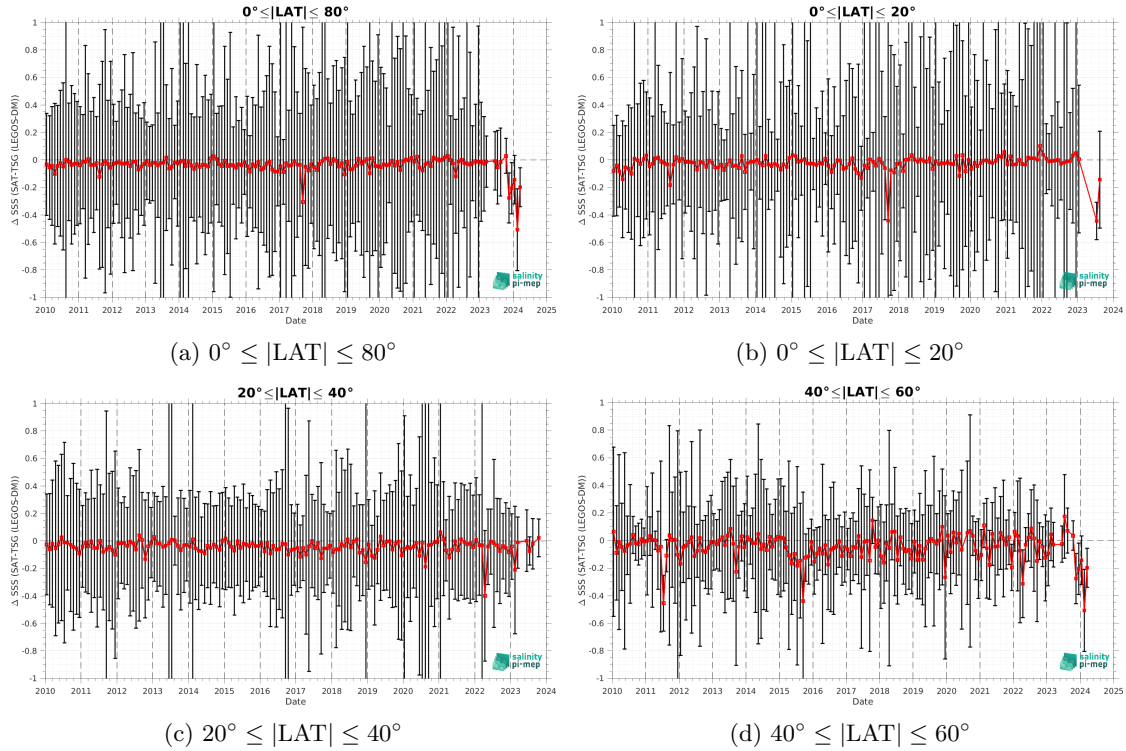 0°≤|LAT|≤ 80°
Δ SSS (SAT-TSG (LEGOS-DM))
1
0.8
0.6
0.4
0.2
0
-0.2
-0.4
-0.6
-0.8
-1
2010 2011 2012 2013 2014 2015 2016 2017 2018 2019 2020 2021 2022 2023 2024 2025
Date
salinity
pi-mep
(a) 0° ≤ |LAT| ≤ 80°
0°≤|LAT|≤ 20°
Δ SSS (SAT-TSG (LEGOS-DM))
1
0.8
0.6
0.4
0.2
0
-0.2
-0.4
-0.6
-0.8
-1
2010 2011 2012 2013 2014 2015 2016 2017 2018 2019 2020 2021 2022 2023 2024
Date
salinity
pi-mep
(b) 0° ≤ |LAT| ≤ 20°
20°≤|LAT|≤ 40°
Δ SSS (SAT-TSG (LEGOS-DM))
1
0.8
0.6
0.4
0.2
0
-0.2
-0.4
-0.6
-0.8
-1
2010 2011 2012 2013 2014 2015 2016 2017 2018 2019 2020 2021 2022 2023 2024
Date
salinity
pi-mep
(c) 20° ≤ |LAT| ≤ 40°
40°≤|LAT|≤ 60°
Δ SSS (SAT-TSG (LEGOS-DM))
1
0.8
0.6
0.4
0.2
0
-0.2
-0.4
-0.6
-0.8
-1
2010 2011 2012 2013 2014 2015 2016 2017 2018 2019 2020 2021 2022 2023 2024 2025
Date
salinity
pi-mep
(d) 40° ≤ |LAT| ≤ 60°